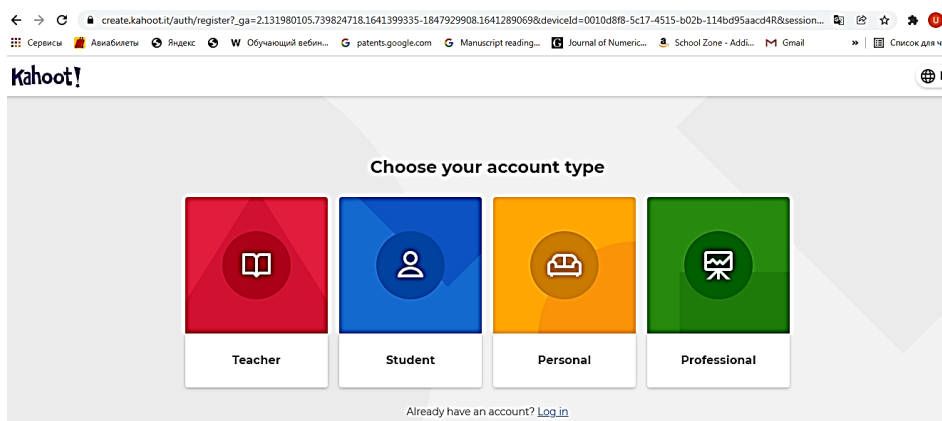 create.kahoot.it/auth/register?_ga=2.131980105.739824718.1641399335-1847929908.1641289069&deviceId=0010d8f8-5c17-4515-b02b-114bd95aacd4R&session...
Сервисы Авиабилеты Яндекс W Обучающий вебин... patents.google.com Manuscript reading... Journal of Numeric... School Zone - Addi... Gmail » Список для ч
Kahoot!
Choose your account type
Teacher Student Personal Professional
Already have an account? Log in